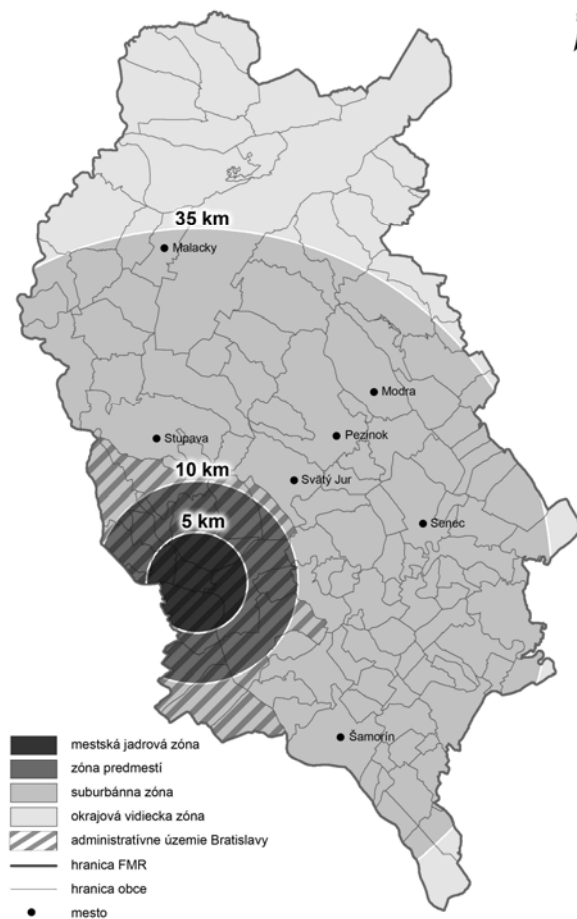 35 km
Malacky
Modra
Stupava
Pezinok
10 km
Svätý Jur
5 km
Senec
Šamorín
mestská jadrová zóna
zóna predmestí
suburbánna zóna
okrajová vidiecka zóna
administratívne územie Bratislavy
hranica FMR
hranica obce
mesto